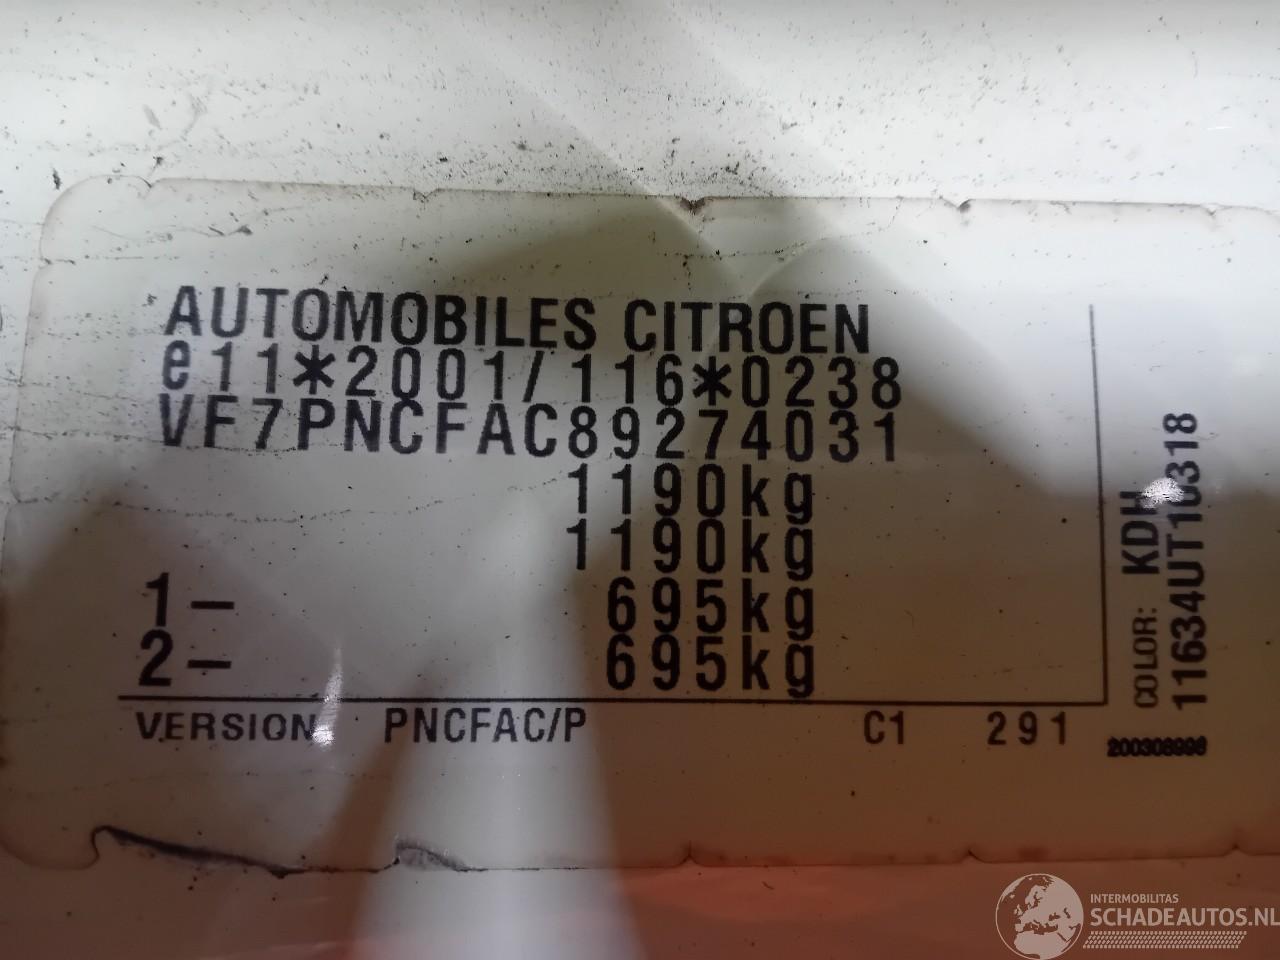 AUTOMOBILES CITROEN
e11*2001/116*0238
VF7PNCFAC89274031
1190kg
1190kg
1- 695kg
2- 695kg
VERSION PNCFAC/P C1 291
COLOR: KDH
11634UT10318
200308998
INTERMOBILITAS
SCHADEAUTOS.NL